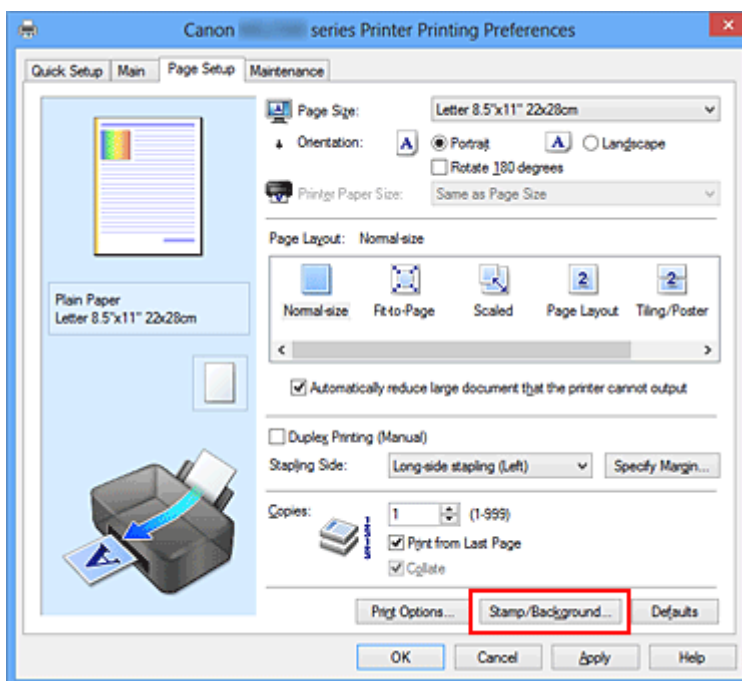 Canon series Printer Printing Preferences
Quick Setup Main Page Setup Maintenance
Page Size: Letter 8.5"x11" 22x28cm
Orientation: A Portrait A Landscape
Rotate 180 degrees
Printer Paper Size: Same as Page Size
Page Layout: Normal-size
2 2
Normal-size Fit-to-Page Scaled Page Layout Tiling/Poster
Automatically reduce large document that the printer cannot output
Plain Paper
Letter 8.5"x11" 22x28cm
Duplex Printing (Manual)
Stapling Side: Long-side stapling (Left) Specify Margin...
Copies: 1 (1-999)
Print from Last Page
Collate
A
Print Options... Stamp/Background... Defaults
OK Cancel Apply Help